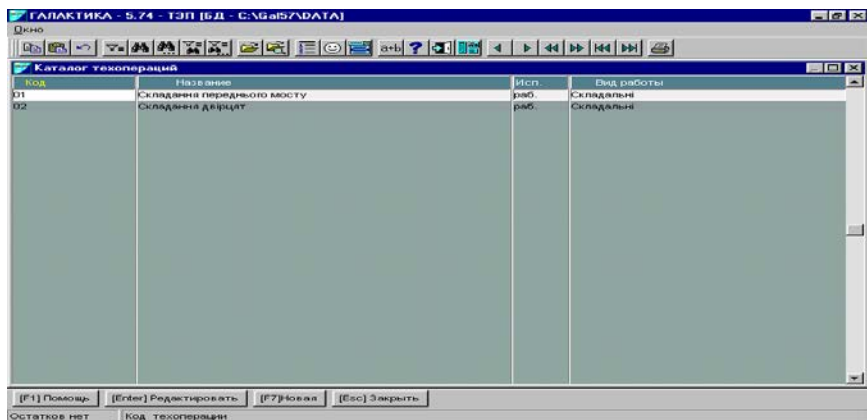 ГАЛАКТИКА - 5.74 - ТЭП [БД - C:\Gal57\DATA]
Окно
a+b ?
Каталог техопераций
Код Название Исп. Вид работы
01 Складання переднього мосту раб. Складальні
02 Складання двірцят раб. Складальні
[F1] Помощь [Enter] Редактировать [F7]Новая [Esc] Закрыть
Остатков нет Код техоперации